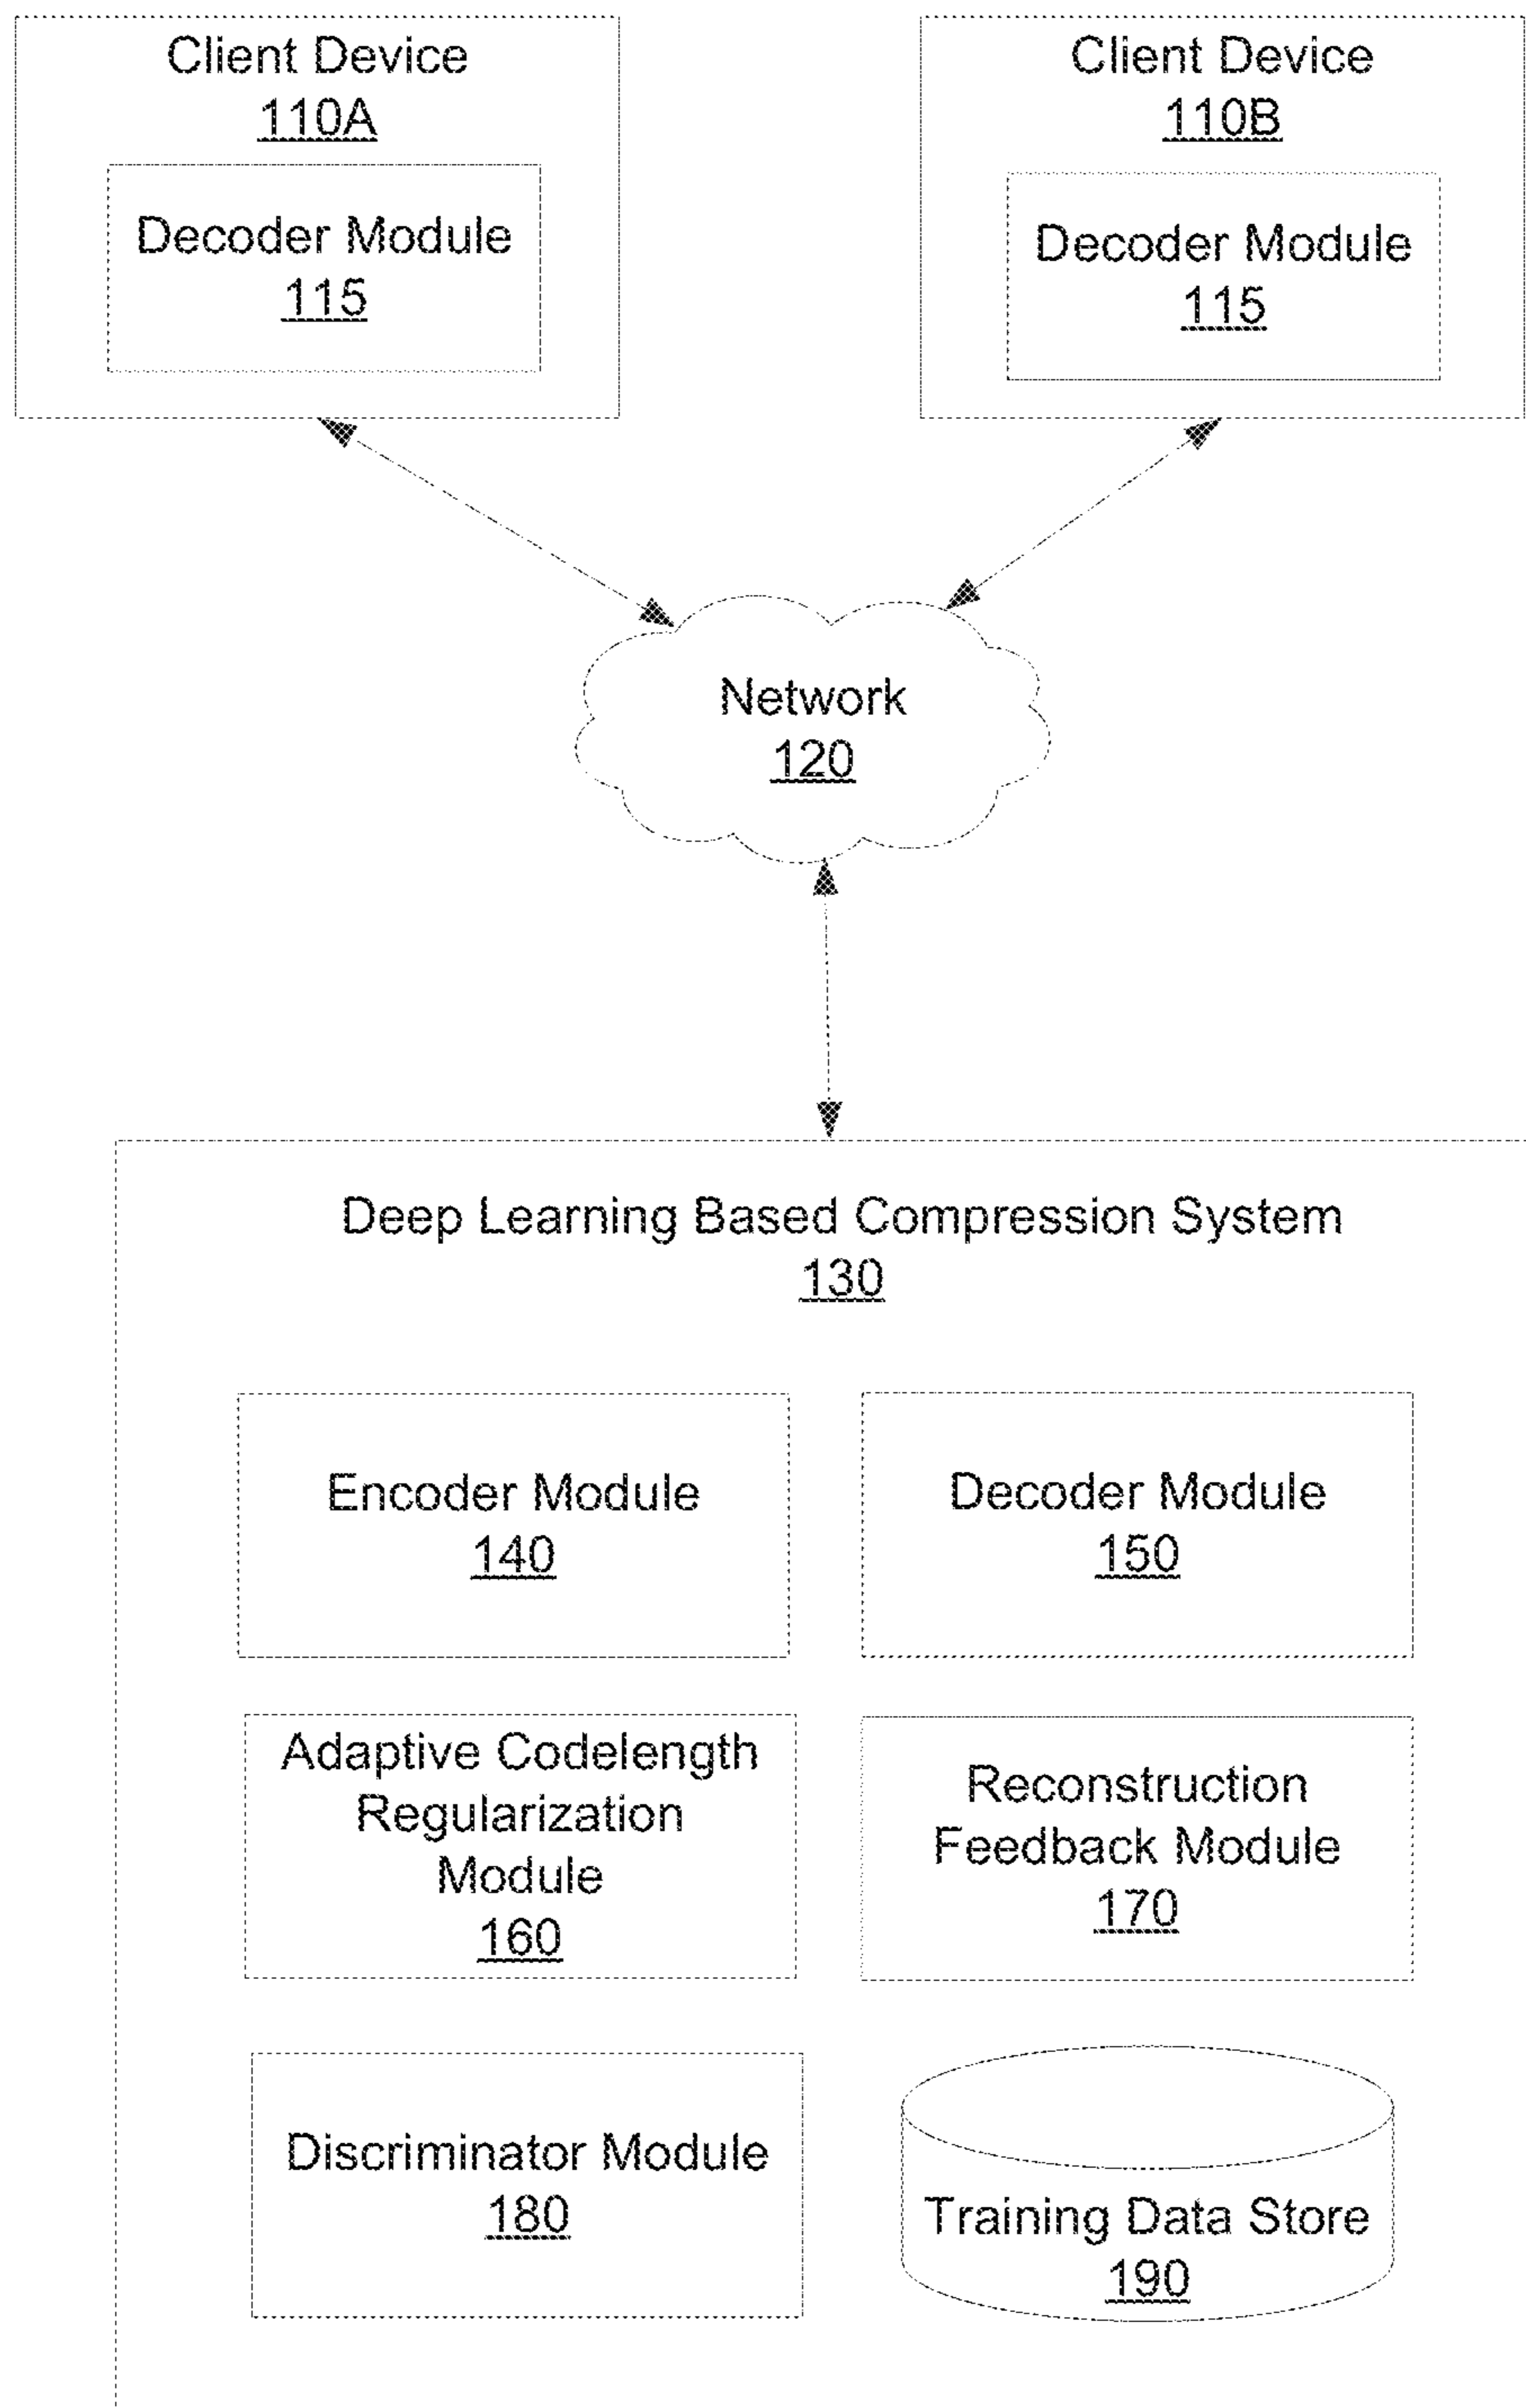 Client Device
110A
Decoder Module
115
Client Device
110B
Decoder Module
115
Network
120
Deep Learning Based Compression System
130
Encoder Module
140
Decoder Module
150
Adaptive Codelength
Regularization
Module
160
Reconstruction
Feedback Module
170
Discriminator Module
180
Training Data Store
190